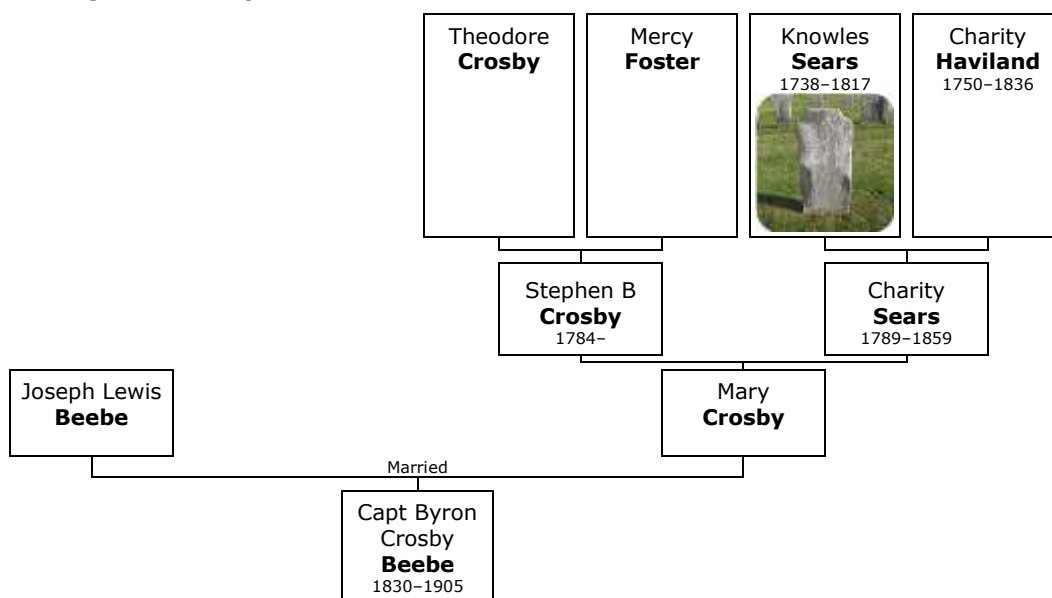 Theodore
Crosby
Mercy
Foster
Knowles
Sears
1738–1817
Charity
Haviland
1750–1836
Stephen B
Crosby
1784–
Charity
Sears
1789–1859
Joseph Lewis
Beebe
Mary
Crosby
Married
Capt Byron
Crosby
Beebe
1830–1905